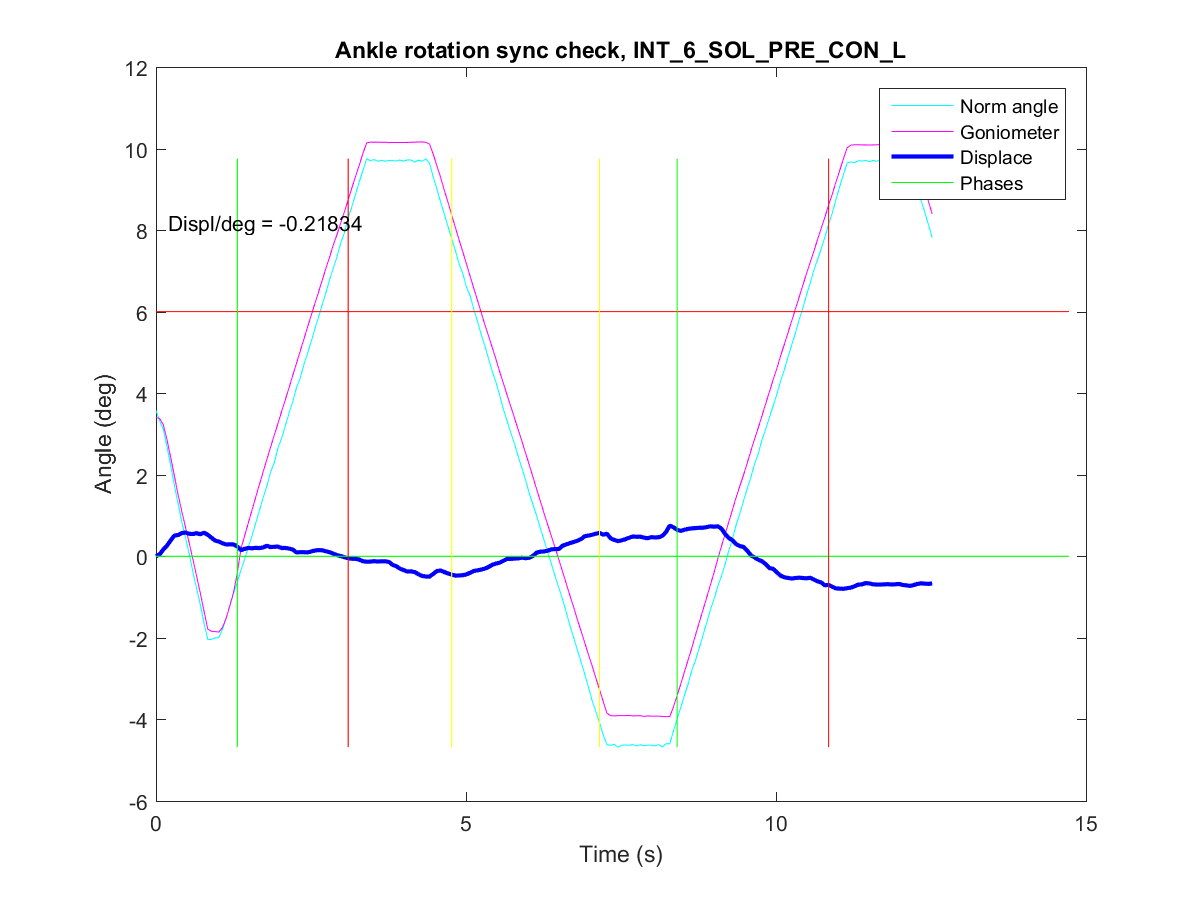 Ankle rotation sync check, INT_6_SOL_PRE_CON_L
12
10
8
6
4
2
0
-2
-4
-6
Angle (deg)
Displ/deg = -0.21834
Norm angle
Goniometer
Displace
Phases
0 5 10 15
Time (s)